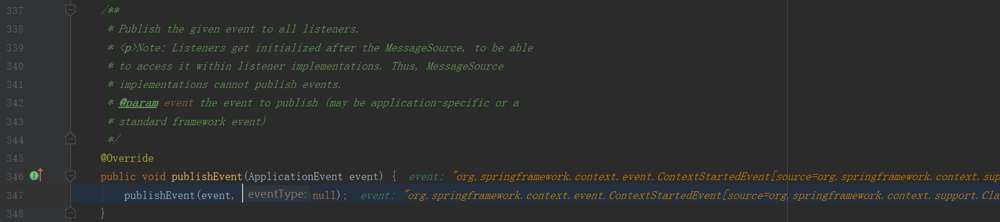 337 /**
338 * Publish the given event to all listeners.
339 * <p>Note: Listeners get initialized after the MessageSource, to be able
340 * to access it within listener implementations. Thus, MessageSource
341 * implementations cannot publish events.
342 * @param event the event to publish (may be application-specific or a
343 * standard framework event)
344 */
345 @Override
346 public void publishEvent(ApplicationEvent event) { event: "org.springframework.context.event.ContextStartedEvent[source=org.springframework.context.sup
347 publishEvent(event, eventType: null); event: "org.springframework.context.event.ContextStartedEvent[source=org.springframework.context.support.Cla
348 }